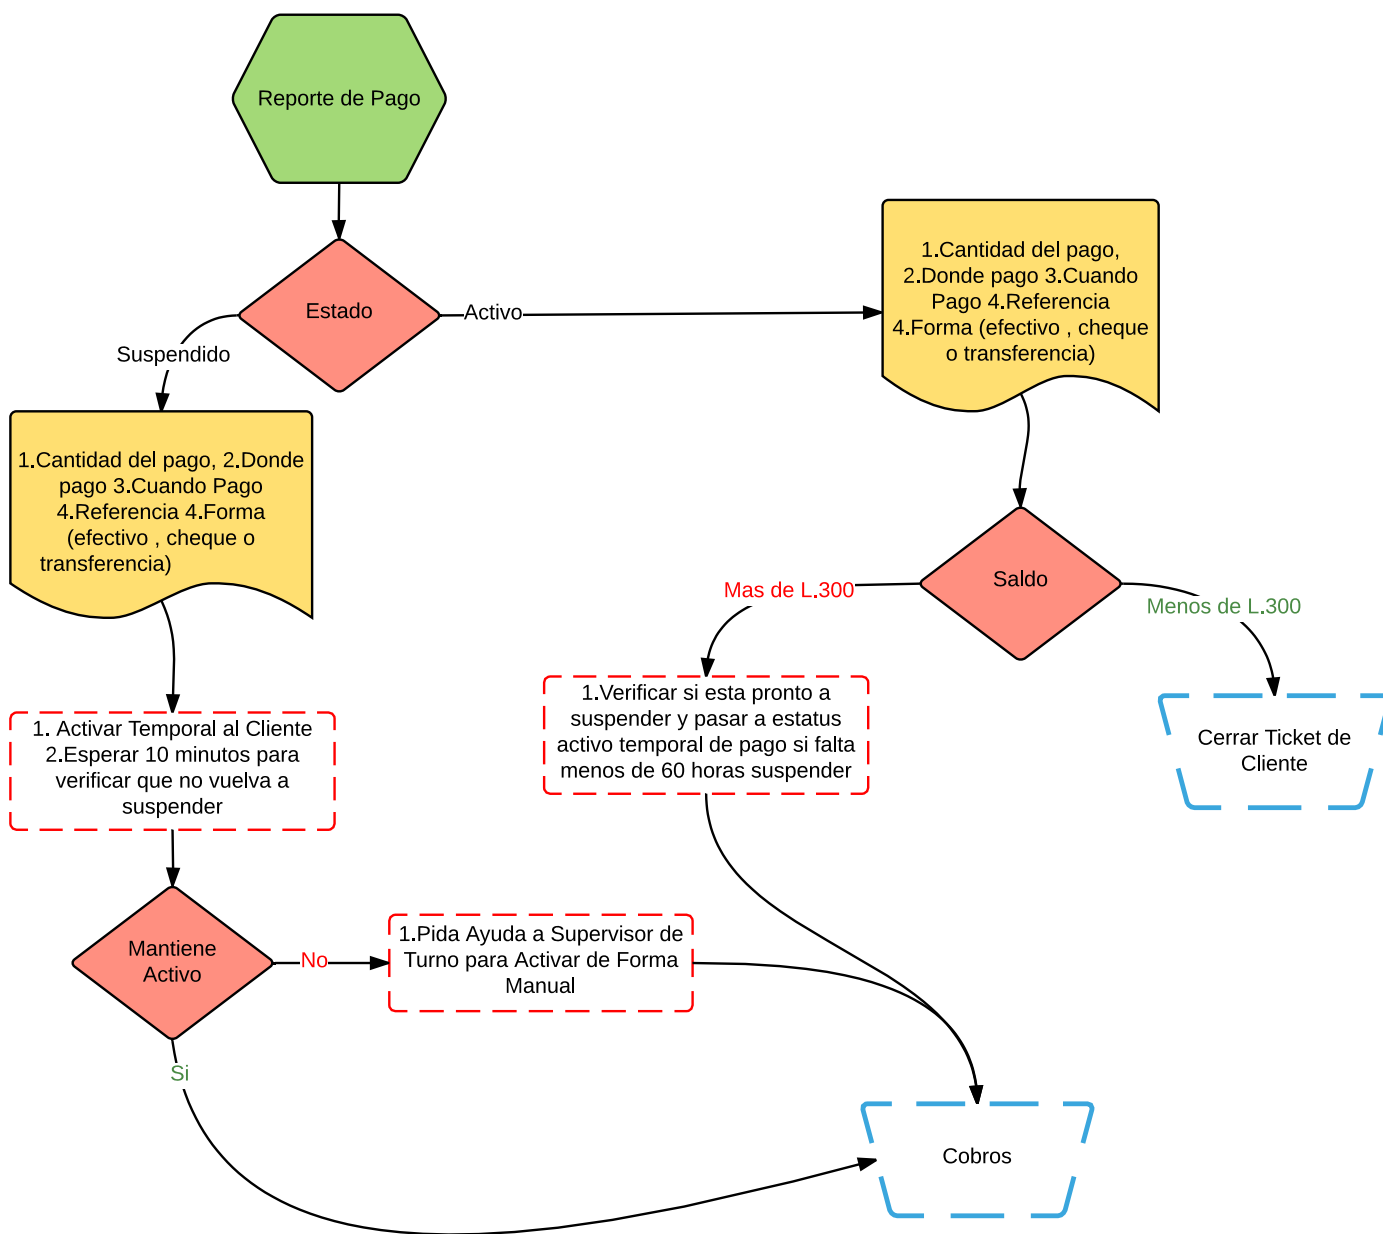 Reporte de Pago
Estado
Activo
Suspendido
1.Cantidad del pago,
2.Donde pago 3.Cuando
Pago 4.Referencia
4.Forma (efectivo , cheque
o transferencia)
1.Cantidad del pago, 2.Donde
pago 3.Cuando Pago
4.Referencia 4.Forma
(efectivo , cheque o
transferencia)
Saldo
Mas de L.300
Menos de L.300
1.Verificar si esta pronto a
suspender y pasar a estatus
activo temporal de pago si falta
menos de 60 horas suspender
Cerrar Ticket de
Cliente
1. Activar Temporal al Cliente
2.Esperar 10 minutos para
verificar que no vuelva a
suspender
Mantiene
Activo
No
1.Pida Ayuda a Supervisor de
Turno para Activar de Forma
Manual
Si
Cobros